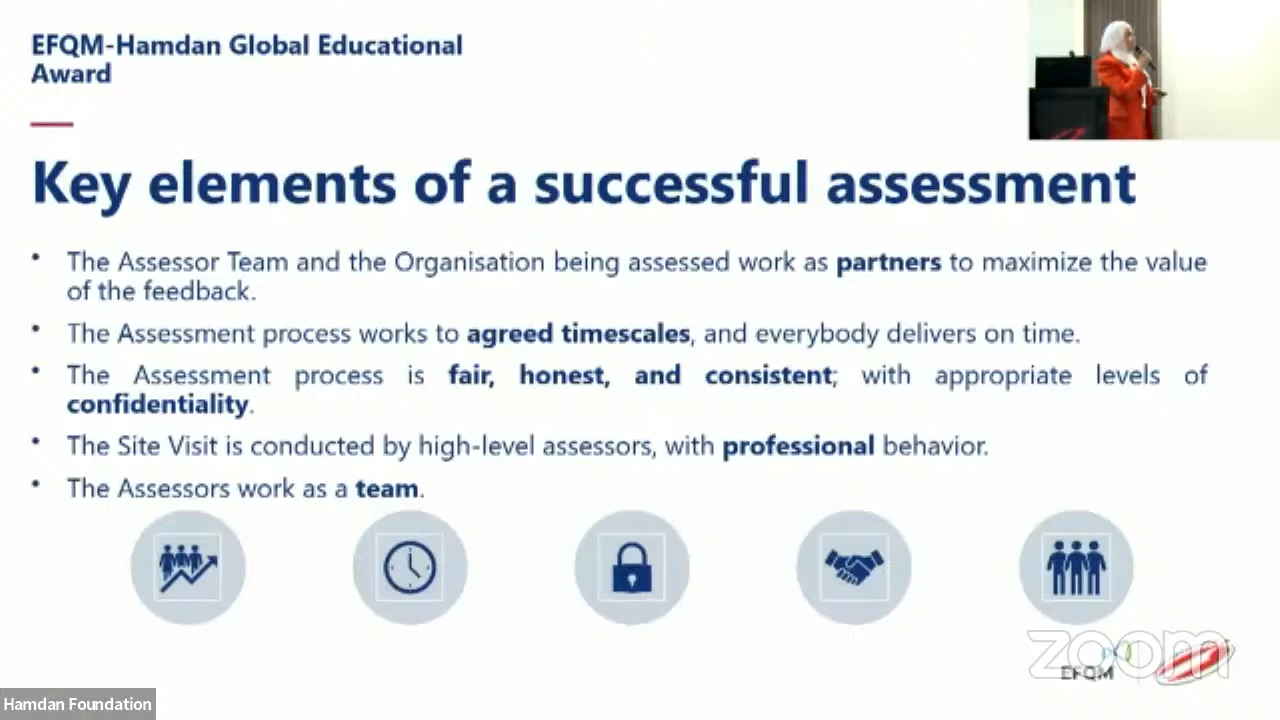 EFQM-Hamdan Global Educational
Award
Key elements of a successful assessment
• The Assessor Team and the Organisation being assessed work as partners to maximize the value
of the feedback.
• The Assessment process works to agreed timescales, and everybody delivers on time.
• The Assessment process is fair, honest, and consistent; with appropriate levels of
confidentiality.
• The Site Visit is conducted by high-level assessors, with professional behavior.
• The Assessors work as a team.
zoom
EFQM
Hamdan Foundation